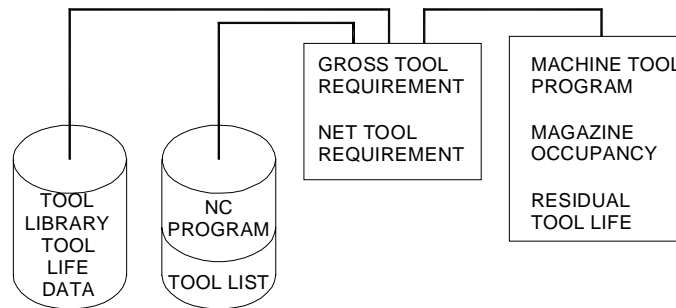 GROSS TOOL
REQUIREMENT
NET TOOL
REQUIREMENT
MACHINE TOOL
PROGRAM
MAGAZINE
OCCUPANCY
RESIDUAL
TOOL LIFE
TOOL
LIBRARY
TOOL
LIFE
DATA
NC
PROGRAM
TOOL LIST